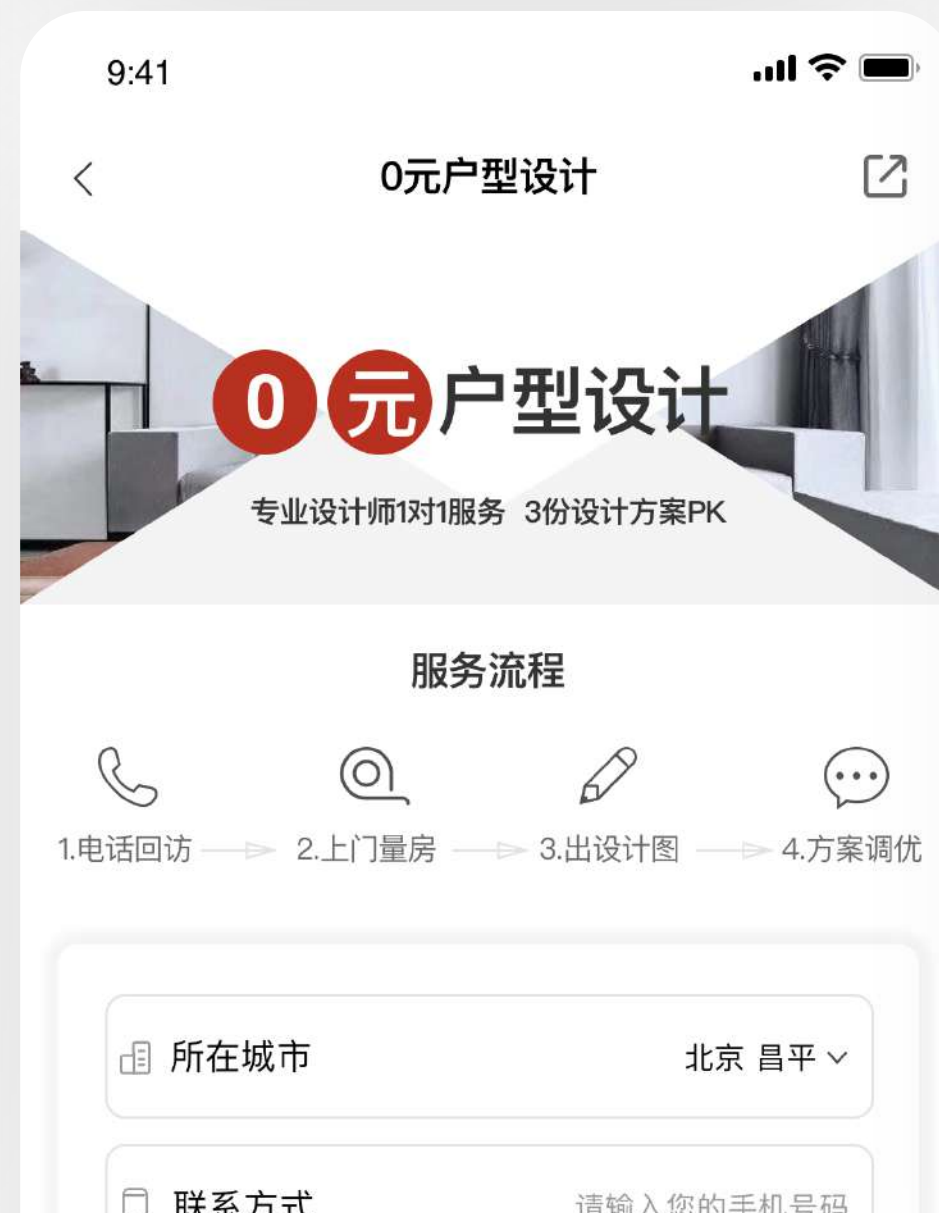 9:41
0元户型设计
0元户型设计
专业设计师1对1服务 3份设计方案PK
服务流程
1.电话回访 2.上门量房 3.出设计图 4.方案调优
所在城市 北京 昌平
联系方式 请输入您的手机号码